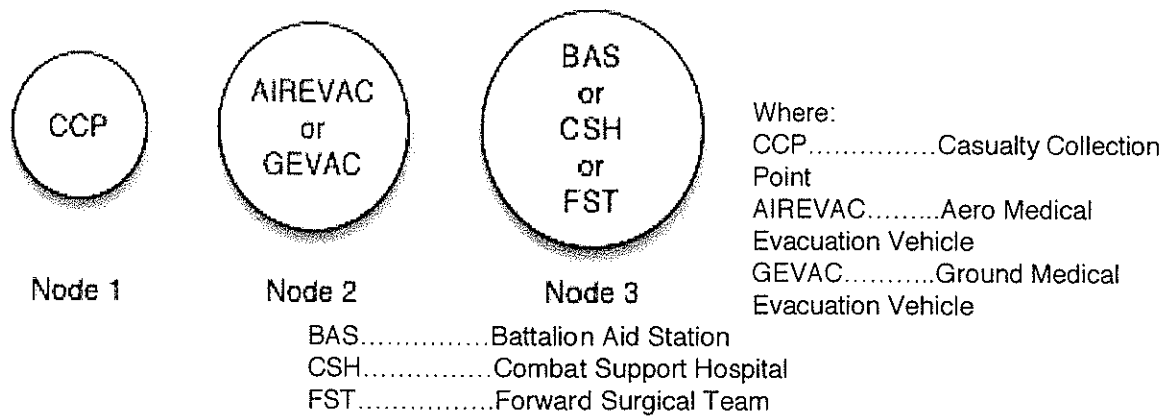 CCP
AIREVAC
or
GEVAC
BAS
or
CSH
or
FST
Node 1
Node 2
Node 3
Where:
CCP...............Casualty Collection
Point
AIREVAC.........Aero Medical
Evacuation Vehicle
GEVAC...........Ground Medical
Evacuation Vehicle
BAS...............Battalion Aid Station
CSH...............Combat Support Hospital
FST................Forward Surgical Team